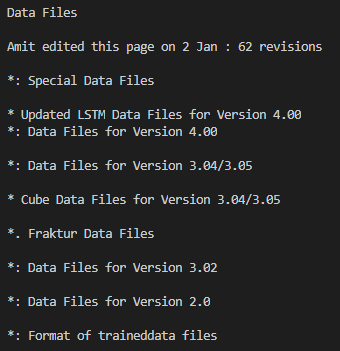 Data Files
Amit edited this page on 2 Jan : 62 revisions
*: Special Data Files
* Updated LSTM Data Files for Version 4.00
*: Data Files for Version 4.00
*: Data Files for Version 3.04/3.05
* Cube Data Files for Version 3.04/3.05
*. Fraktur Data Files
*: Data Files for Version 3.02
*: Data Files for Version 2.0
*: Format of traineddata files